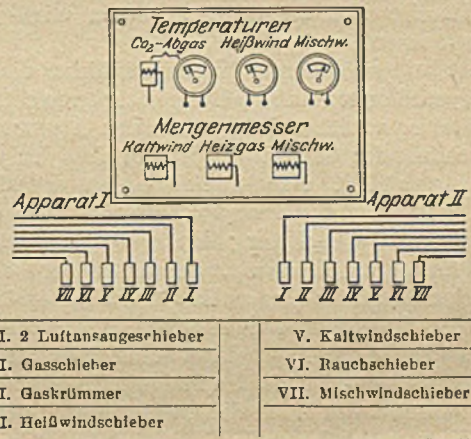 Temperaturen
Co₂-Abgas Heißwind Mischw.
Mengenmesser
Kaltwind Heizgas Mischw.
Apparat I
Apparat II
VII VI V IV III II I
I II III IV V VI VII
I. 2 Luftansaugeschieber
I. Gasschieber
I. Gaskrümmer
I. Heißwindschieber
V. Kaltwindschieber
VI. Rauchschieber
VII. Mischwindschieber